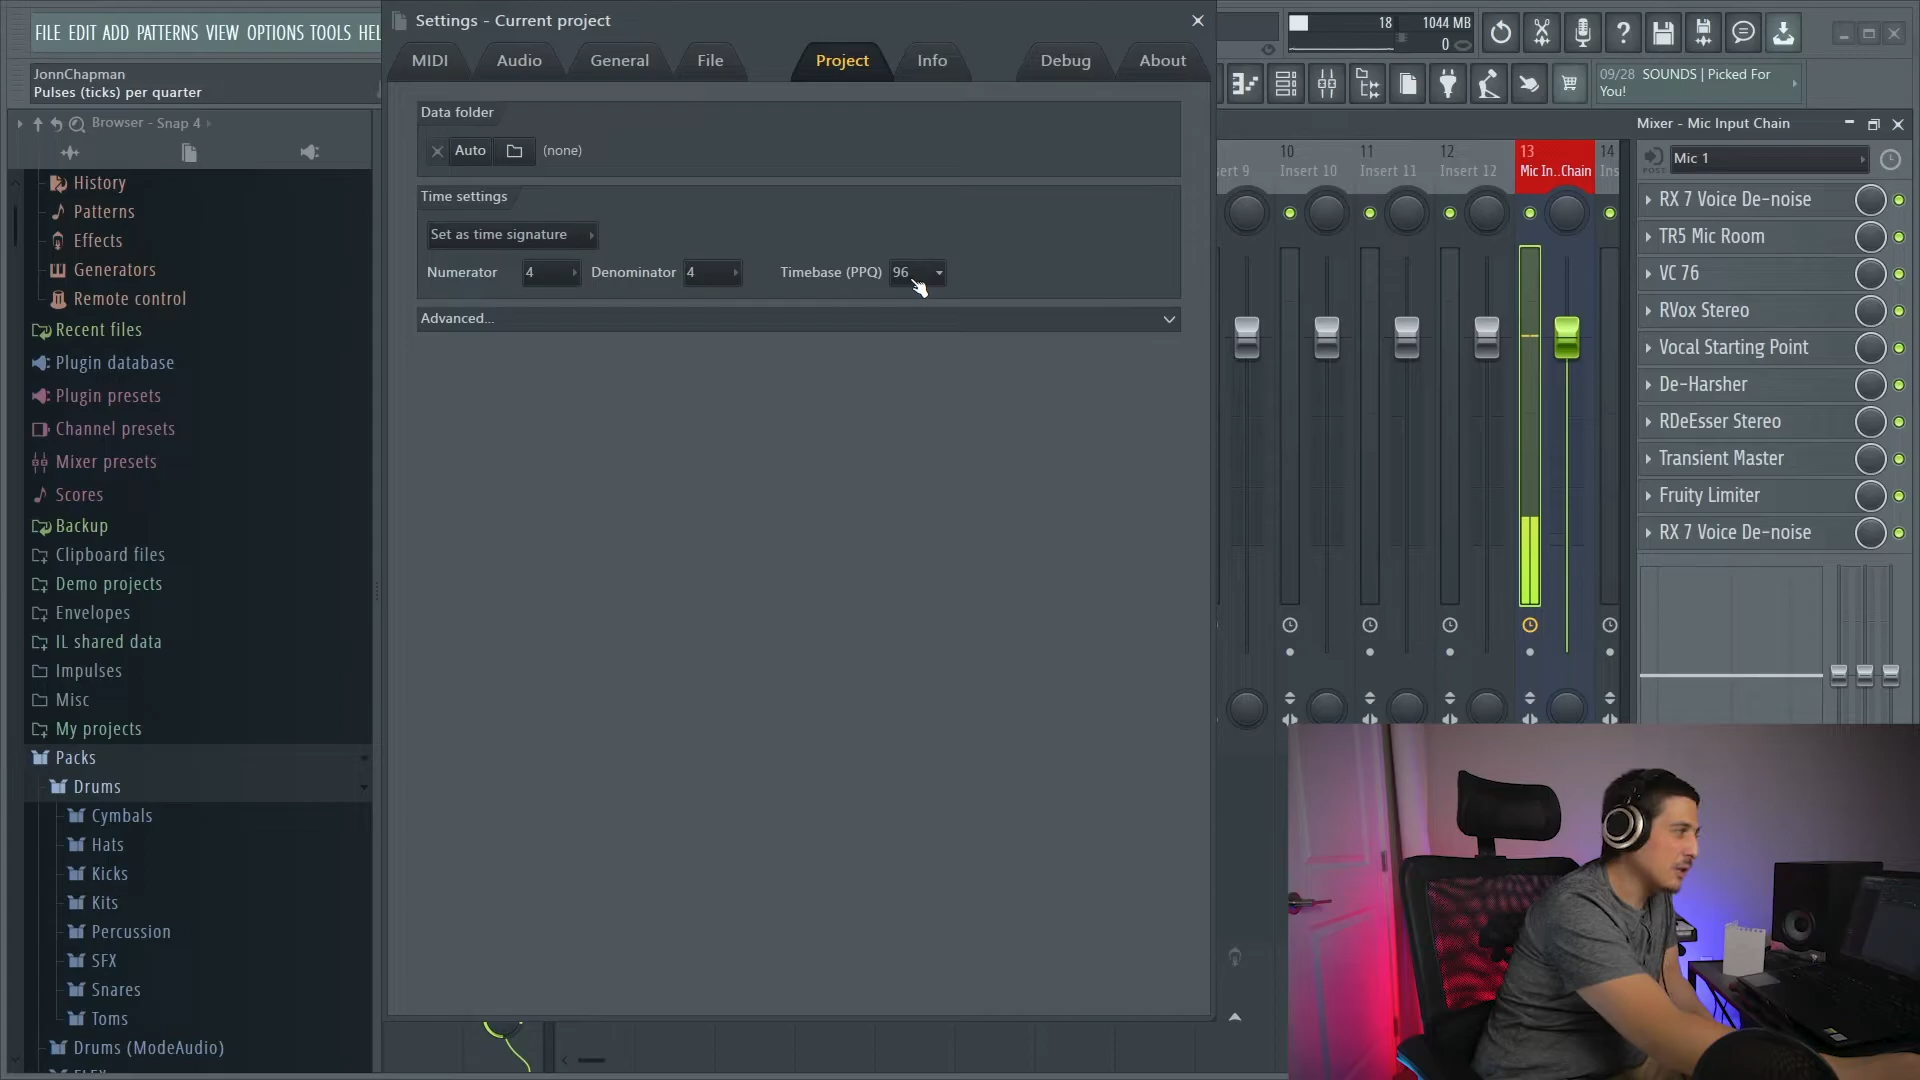 FILE EDIT ADD PATTERNS VIEW OPTIONS TOOLS HEL
JonnChapman
Pulses (ticks) per quarter
Browser - Snap 4
History
Patterns
Effects
Generators
Remote control
Recent files
Plugin database
Plugin presets
Channel presets
Mixer presets
Scores
Backup
Clipboard files
Demo projects
Envelopes
IL shared data
Impulses
Misc
My projects
Packs
Drums
Cymbals
Hats
Kicks
Kits
Percussion
SFX
Snares
Toms
Drums (ModeAudio)
Settings - Current project
MIDI Audio General File Project Info Debug About
Data folder
Auto (none)
Time settings
Set as time signature
Numerator 4 Denominator 4 Timebase (PPQ) 96
Advanced...
18 1044 MB
0
09/28 SOUNDS | Picked For
You!
Mixer - Mic Input Chain
10 11 12 13 14
ert 9 Insert 10 Insert 11 Insert 12 Mic In..Chain Ins
POST
Mic 1
RX 7 Voice De-noise
TR5 Mic Room
VC 76
RVox Stereo
Vocal Starting Point
De-Harsher
RDeEsser Stereo
Transient Master
Fruity Limiter
RX 7 Voice De-noise